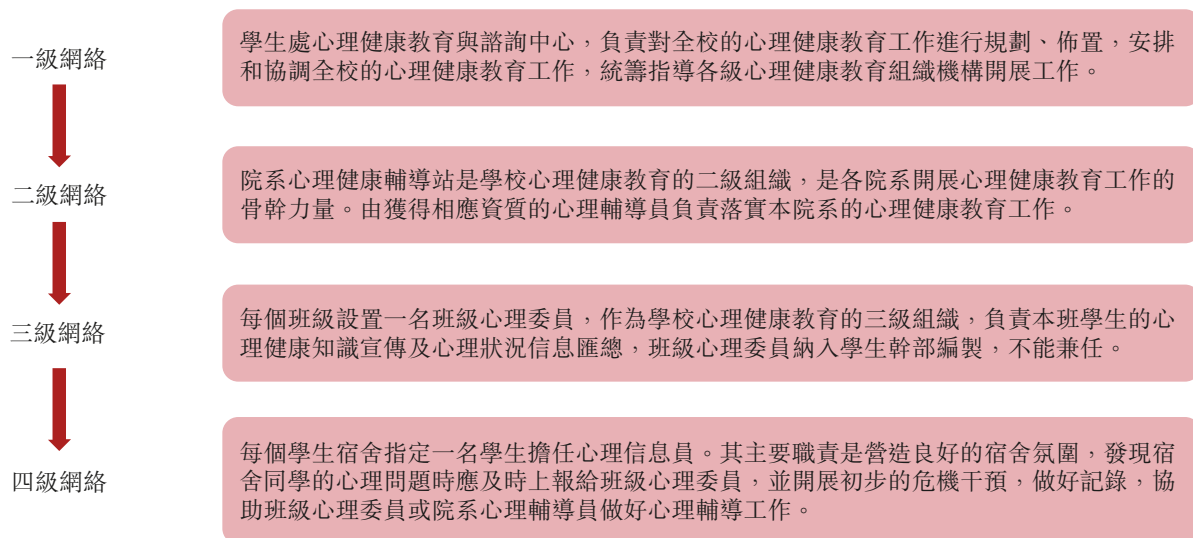 一級網絡
學生處心理健康教育與諮詢中心，負責對全校的心理健康教育工作進行規劃、佈置，安排
和協調全校的心理健康教育工作，統籌指導各級心理健康教育組織機構開展工作。
二級網絡
院系心理健康輔導站是學校心理健康教育的二級組織，是各院系開展心理健康教育工作的
骨幹力量。由獲得相應資質的心理輔導員負責落實本院系的心理健康教育工作。
三級網絡
每個班級設置一名班級心理委員，作為學校心理健康教育的三級組織，負責本班學生的心
理健康知識宣傳及心理狀況信息匯總，班級心理委員納入學生幹部編製，不能兼任。
四級網絡
每個學生宿舍指定一名學生擔任心理信息員。其主要職責是營造良好的宿舍氛圍，發現宿
舍同學的心理問題時應及時上報給班級心理委員，並開展初步的危機干預，做好記錄，協
助班級心理委員或院系心理輔導員做好心理輔導工作。